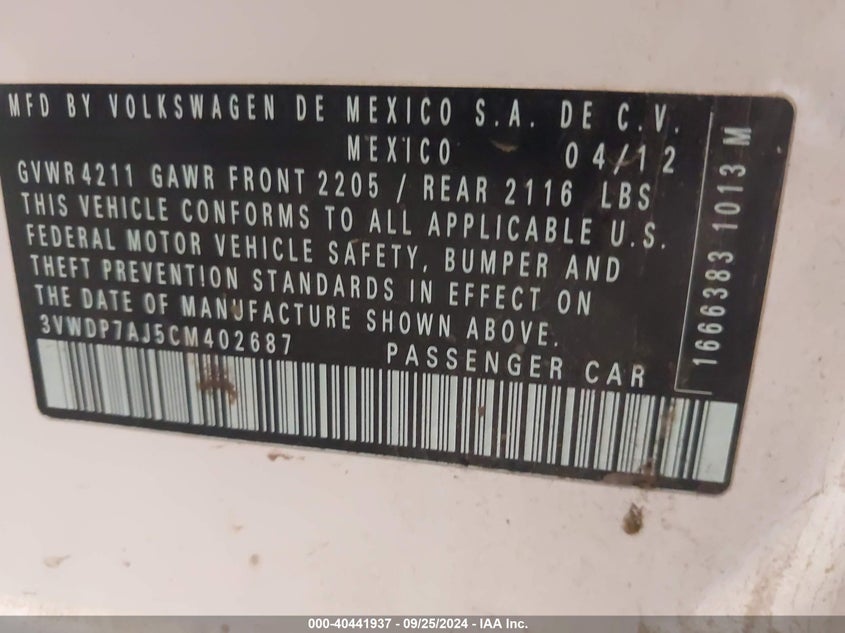 MFD BY VOLKSWAGEN DE MEXICO S.A. DE C.V.
MEXICO 04/12
GVWR 4211 GAWR FRONT 2205 / REAR 2116 LBS
THIS VEHICLE CONFORMS TO ALL APPLICABLE U.S.
FEDERAL MOTOR VEHICLE SAFETY, BUMPER AND
THEFT PREVENTION STANDARDS IN EFFECT ON
THE DATE OF MANUFACTURE SHOWN ABOVE.
3VWDP7AJ5CM402687 PASSENGER CAR
1666383 1013 M
000-40441937 - 09/25/2024 - IAA Inc.